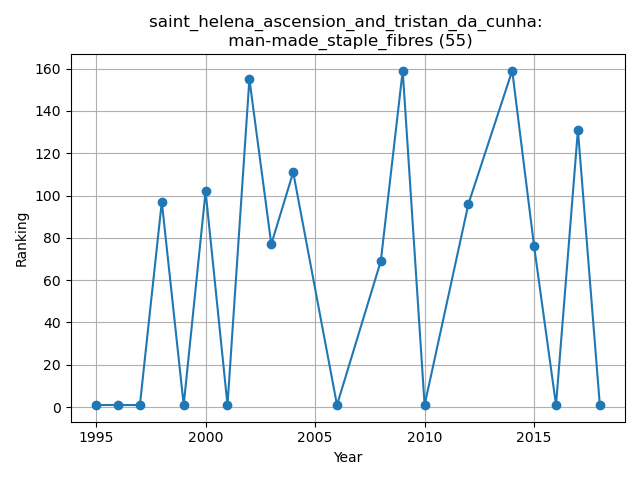 saint_helena_ascension_and_tristan_da_cunha:
man-made_staple_fibres (55)
160
140
120
100
80
60
40
20
0
Ranking
1995 2000 2005 2010 2015
Year